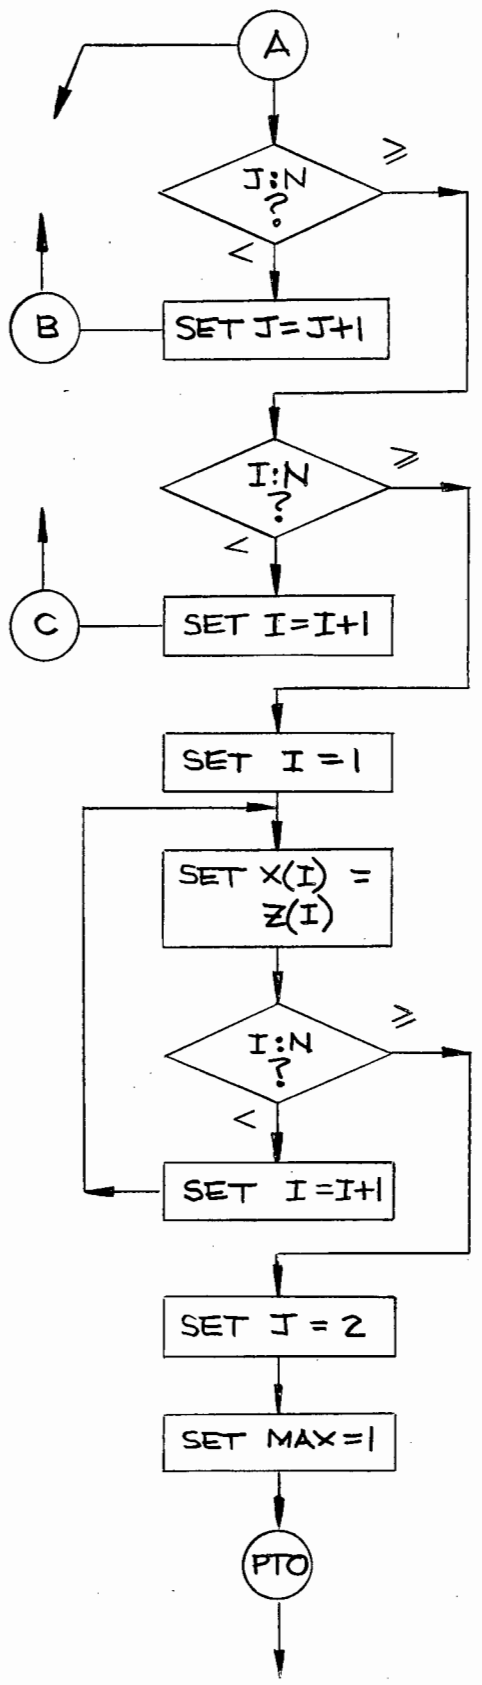 A
≥
J:N
?
<
B
SET J=J+1
≥
I:N
?
<
C
SET I=I+1
SET I=1
SET X(I) =
Z(I)
≥
I:N
?
<
SET I=I+1
SET J=2
SET MAX=1
PTO